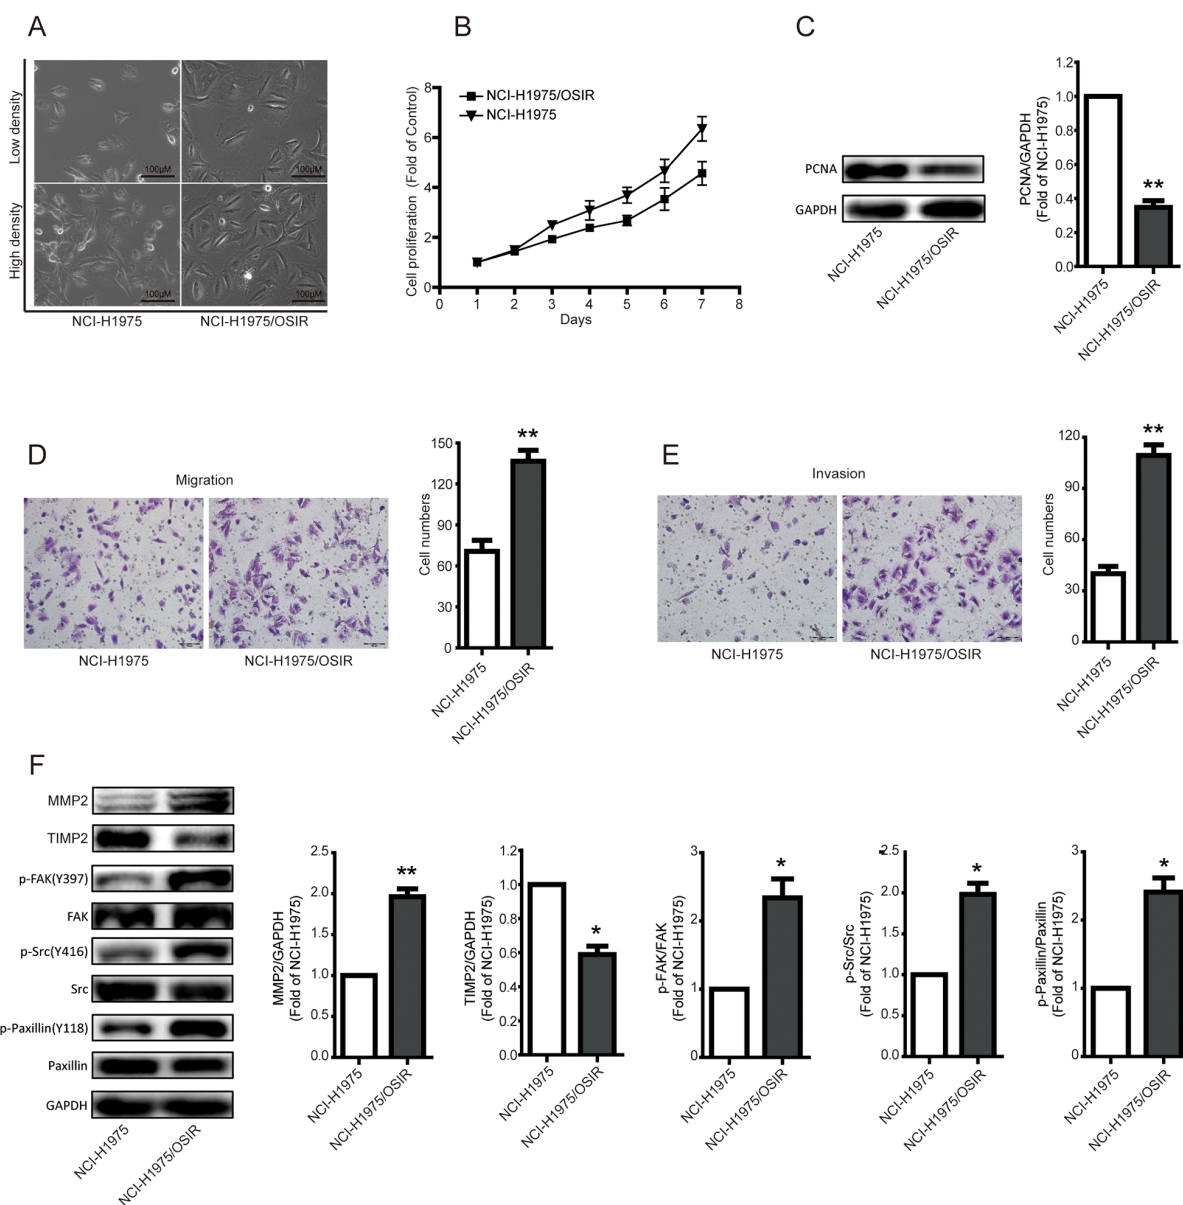 A
Low density
High density
100μM
100μM
100μM
100μM
NCI-H1975
NCI-H1975/OSIR
B
Cell proliferation (Fold of Control)
8
6
4
2
0
NCI-H1975/OSIR
NCI-H1975
0 1 2 3 4 5 6 7 8
Days
C
PCNA
GAPDH
NCI-H1975
NCI-H1975/OSIR
PCNA/GAPDH
(Fold of NCI-H1975)
1.2
1.0
0.8
0.6
0.4
0.2
0.0
**
NCI-H1975
NCI-H1975/OSIR
D
Migration
NCI-H1975
NCI-H1975/OSIR
Cell numbers
150
120
90
60
30
0
**
NCI-H1975
NCI-H1975/OSIR
E
Invasion
NCI-H1975
NCI-H1975/OSIR
Cell numbers
120
90
60
30
0
**
NCI-H1975
NCI-H1975/OSIR
F
MMP2
TIMP2
p-FAK(Y397)
FAK
p-Src(Y416)
Src
p-Paxillin(Y118)
Paxillin
GAPDH
NCI-H1975
NCI-H1975/OSIR
MMP2/GAPDH
(Fold of NCI-H1975)
2.5
2.0
1.5
1.0
0.5
0.0
**
NCI-H1975
NCI-H1975/OSIR
TIMP2/GAPDH
(Fold of NCI-H1975)
1.2
1.0
0.8
0.6
0.4
0.2
0.0
*
NCI-H1975
NCI-H1975/OSIR
p-FAK/FAK
(Fold of NCI-H1975)
3
2
1
0
*
NCI-H1975
NCI-H1975/OSIR
p-Src/Src
(Fold of NCI-H1975)
2.5
2.0
1.5
1.0
0.5
0.0
*
NCI-H1975
NCI-H1975/OSIR
p-Paxillin/Paxillin
(Fold of NCI-H1975)
3
2
1
0
*
NCI-H1975
NCI-H1975/OSIR